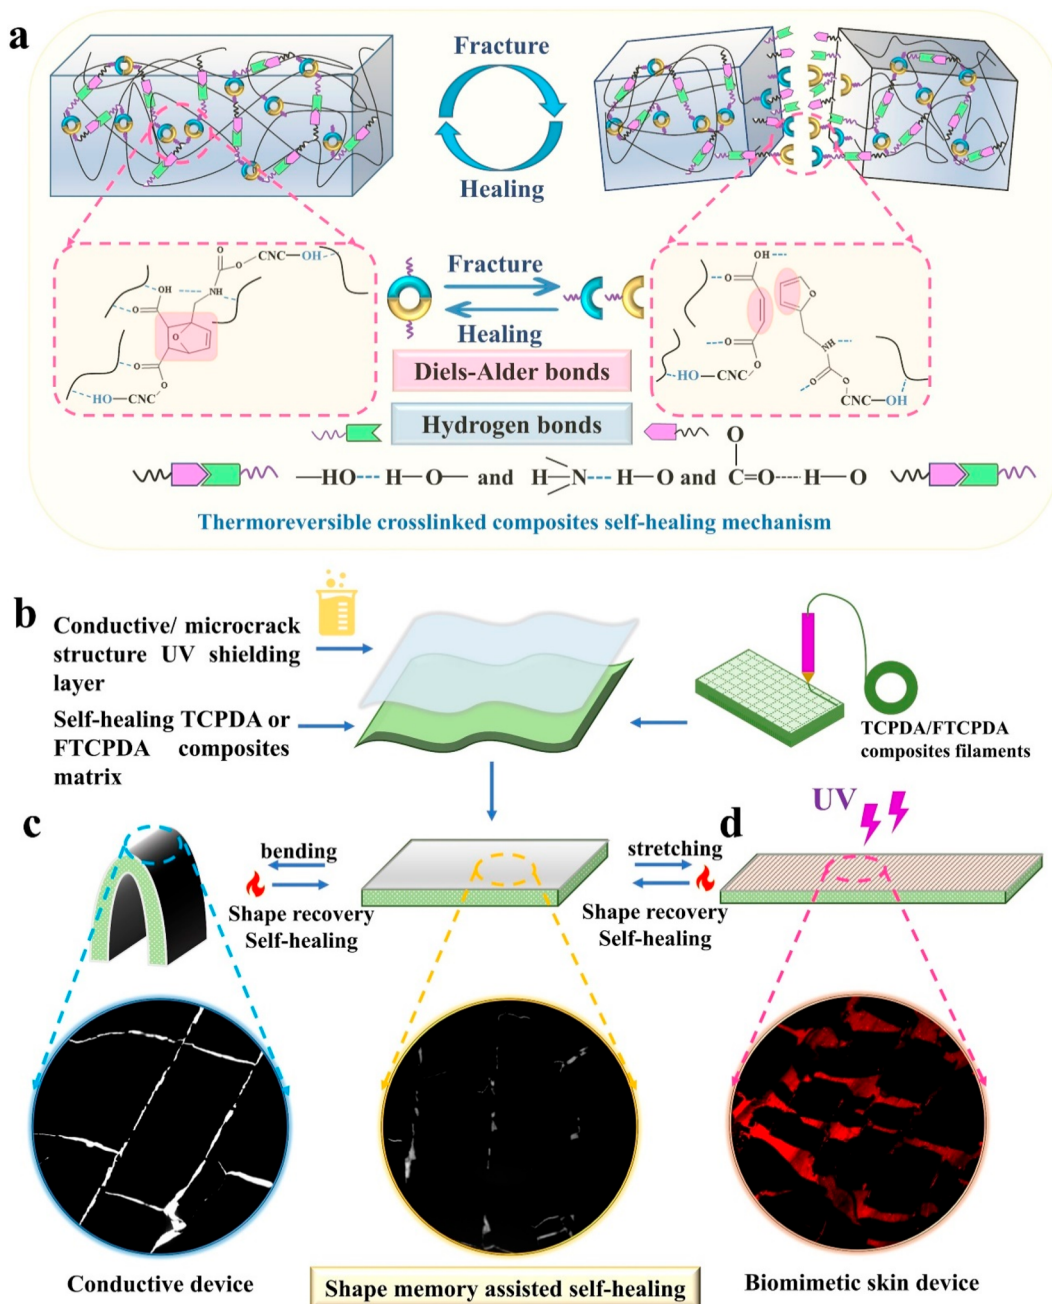 a
Fracture
Healing
O
O
CNC
OH
OH
NH
O
O
O
O
HO
CNC
Fracture
Healing
Diels-Alder bonds
Hydrogen bonds
OH
O
O
O
NH
O
O
O
HO
CNC
CNC
OH
O
HO H O and H N H O and C=O H O
Thermoreversible crosslinked composites self-healing mechanism
b
Conductive/ microcrack
structure UV shielding
layer
Self-healing TCPDA or
FTCPDA composites
matrix
TCPDA/FTCPDA
composites filaments
c
bending
Shape recovery
Self-healing
stretching
Shape recovery
Self-healing
UV
d
Conductive device
Shape memory assisted self-healing
Biomimetic skin device